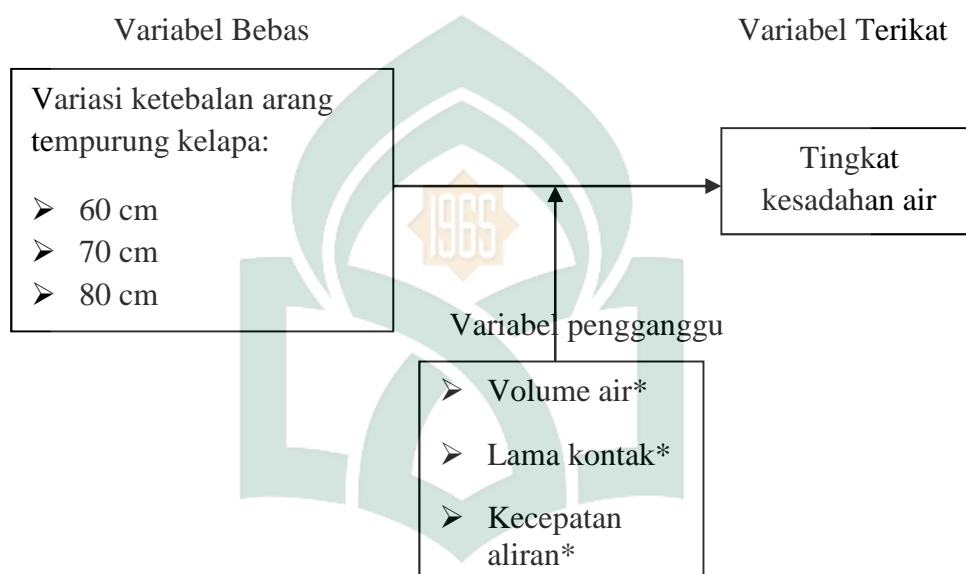 Variabel Bebas
Variabel Terikat
Variasi ketebalan arang
tempurung kelapa:
➢ 60 cm
➢ 70 cm
➢ 80 cm
Tingkat
kesadahan air
1965
Variabel pengganggu
➢ Volume air*
➢ Lama kontak*
➢ Kecepatan
aliran*